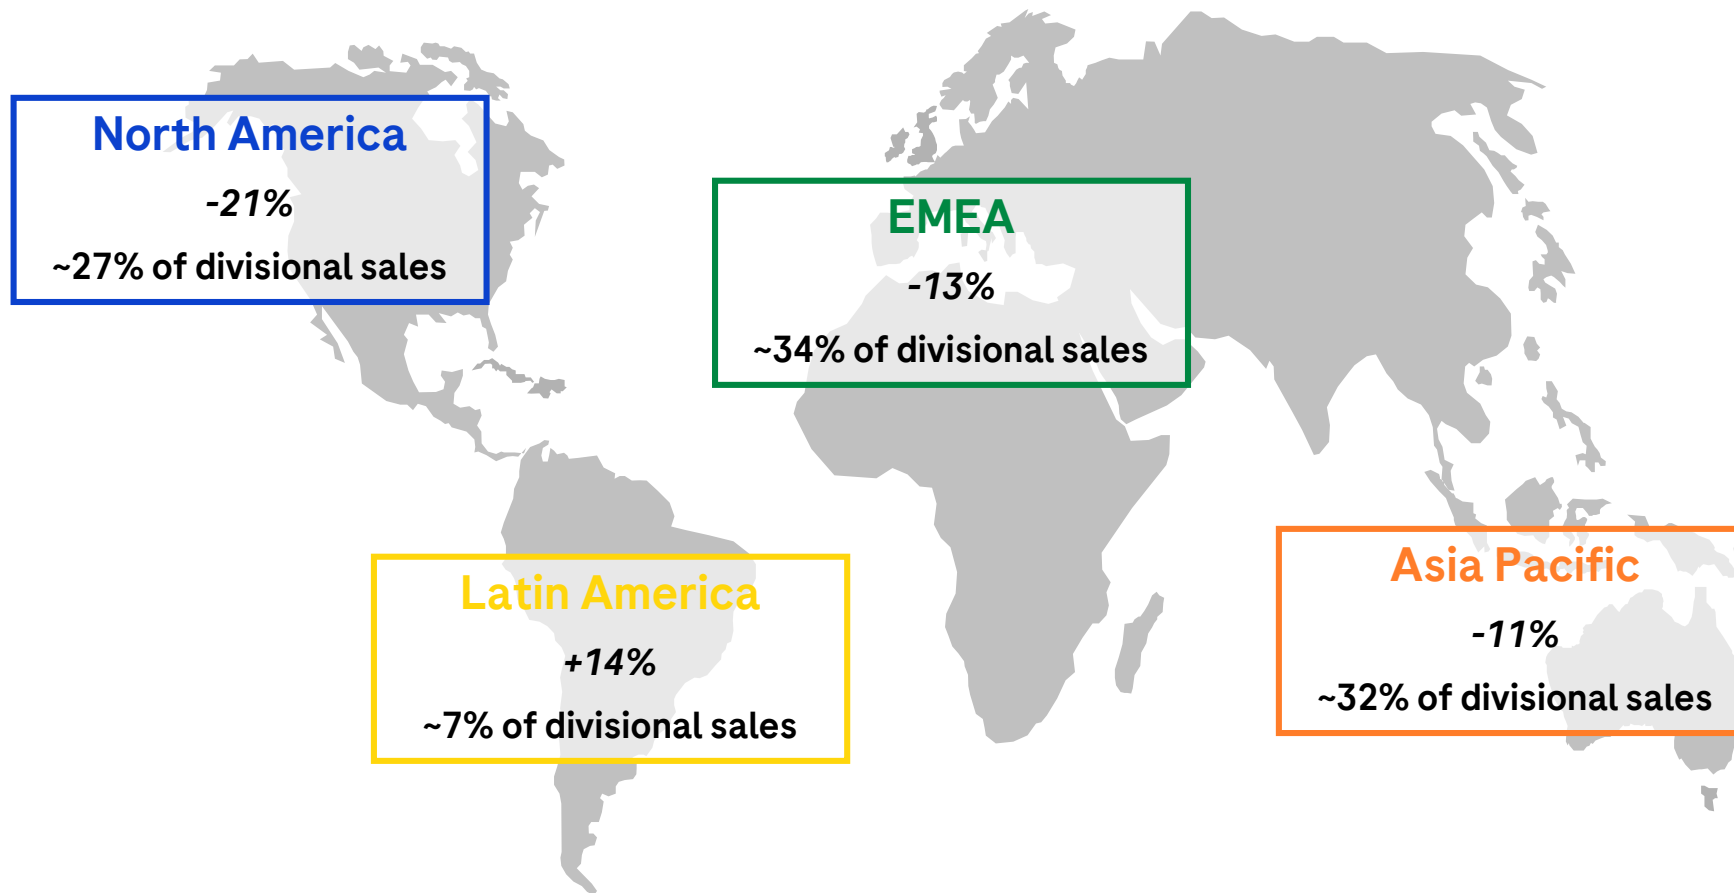 North America
-21%
~27% of divisional sales
EMEA
-13%
~34% of divisional sales
Latin America
+14%
~7% of divisional sales
Asia Pacific
-11%
~32% of divisional sales